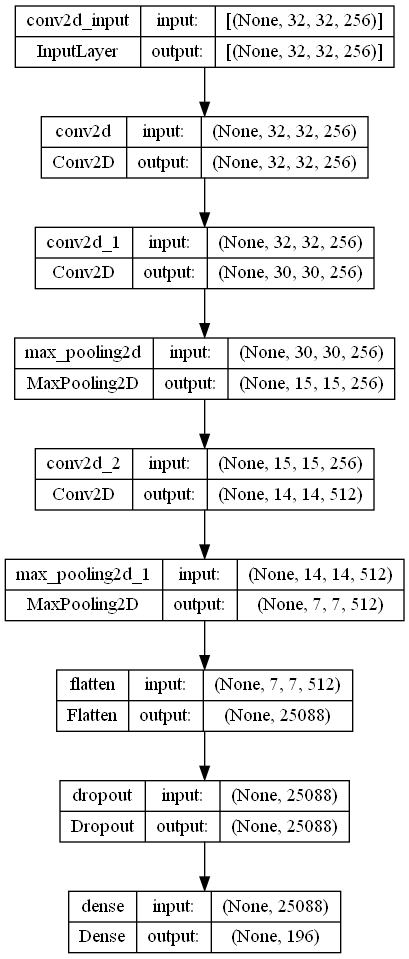 conv2d_input input: [(None, 32, 32, 256)]
InputLayer output: [(None, 32, 32, 256)]
conv2d input: (None, 32, 32, 256)
Conv2D output: (None, 32, 32, 256)
conv2d_1 input: (None, 32, 32, 256)
Conv2D output: (None, 30, 30, 256)
max_pooling2d input: (None, 30, 30, 256)
MaxPooling2D output: (None, 15, 15, 256)
conv2d_2 input: (None, 15, 15, 256)
Conv2D output: (None, 14, 14, 512)
max_pooling2d_1 input: (None, 14, 14, 512)
MaxPooling2D output: (None, 7, 7, 512)
flatten input: (None, 7, 7, 512)
Flatten output: (None, 25088)
dropout input: (None, 25088)
Dropout output: (None, 25088)
dense input: (None, 25088)
Dense output: (None, 196)